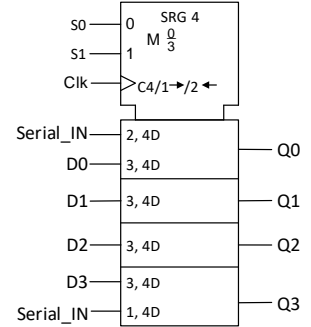 SRG 4
S0 0 M 0/3
S1 1
Clk C4/1→/2←
Serial_IN 2, 4D Q0
D0 3, 4D
D1 3, 4D Q1
D2 3, 4D Q2
D3 3, 4D Q3
Serial_IN 1, 4D